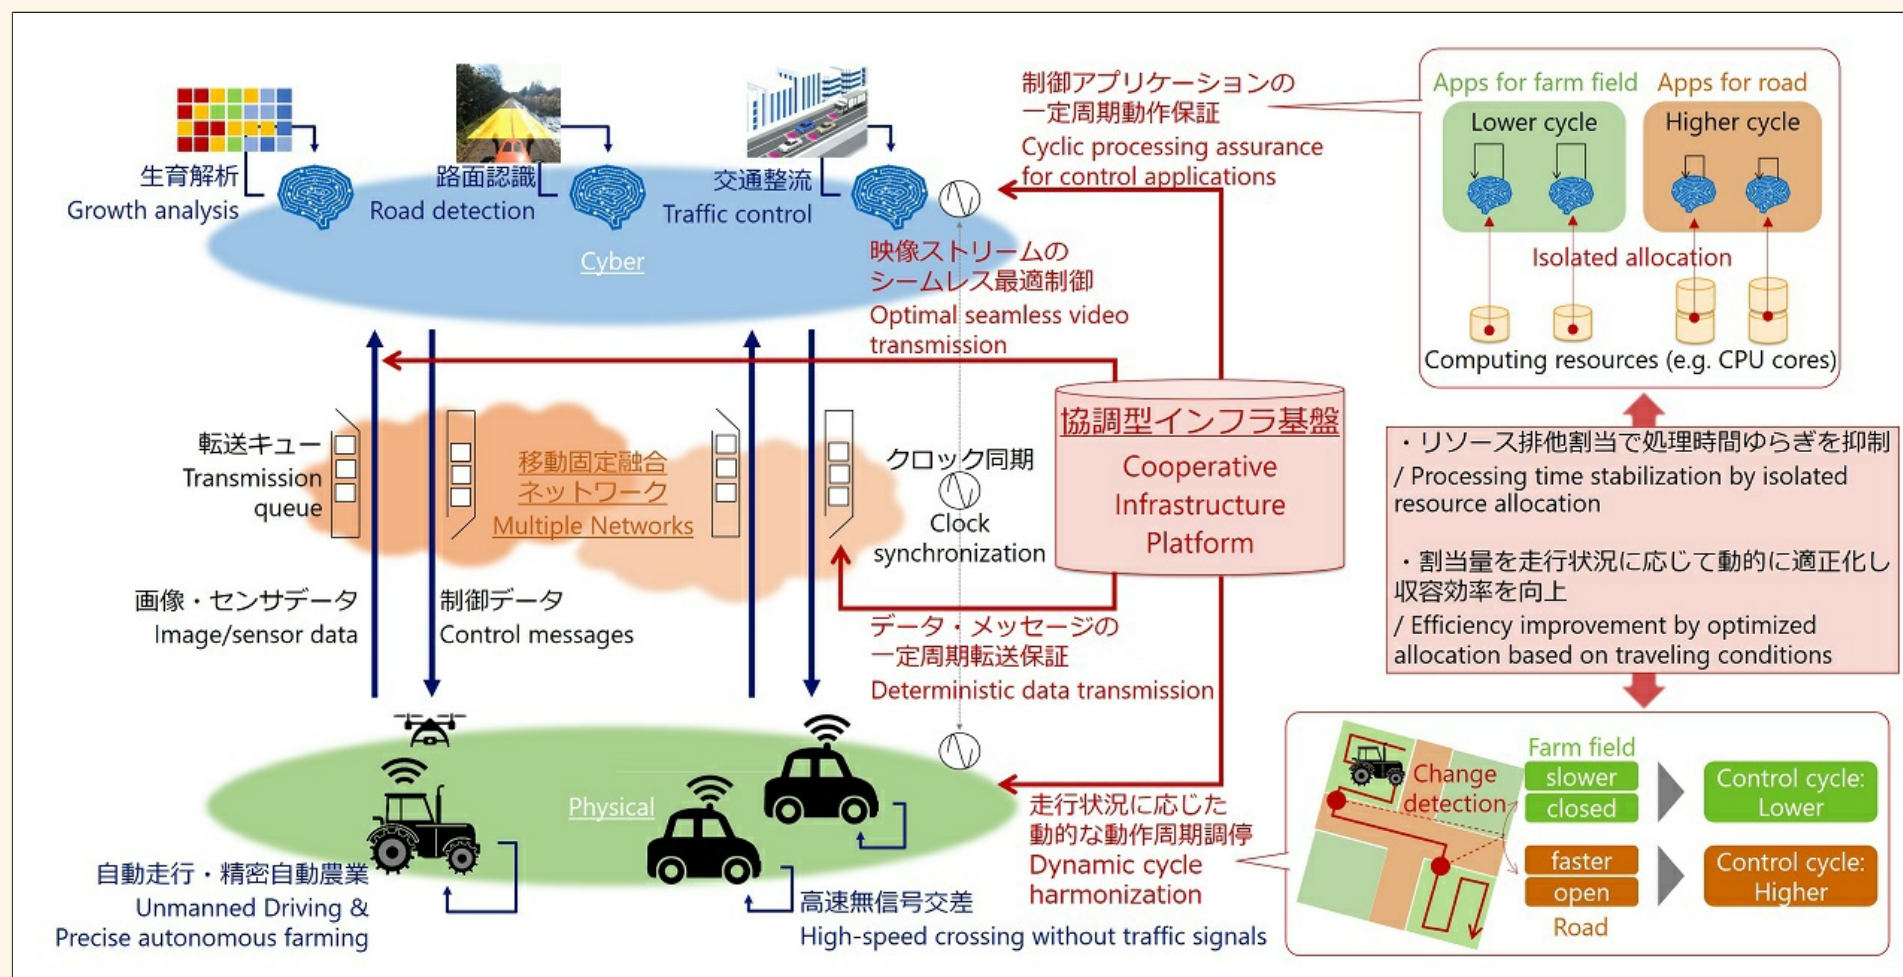 生育解析
Growth analysis
路面認識
Road detection
交通整流
Traffic control
Cyber
制御アプリケーションの
一定周期動作保証
Cyclic processing assurance
for control applications
映像ストリームの
シームレス最適制御
Optimal seamless video
transmission
Apps for farm field
Apps for road
Lower cycle
Higher cycle
Isolated allocation
Computing resources (e.g. CPU cores)
転送キュー
Transmission
queue
移動固定融合
ネットワーク
Multiple Networks
クロック同期
Clock
synchronization
協調型インフラ基盤
Cooperative
Infrastructure
Platform
・リソース排他割当で処理時間ゆらぎを抑制
/ Processing time stabilization by isolated
resource allocation
・割当量を走行状況に応じて動的に適正化し
収容効率を向上
/ Efficiency improvement by optimized
allocation based on traveling conditions
画像・センサデータ
Image/sensor data
制御データ
Control messages
データ・メッセージの
一定周期転送保証
Deterministic data transmission
Physical
自動走行・精密自動農業
Unmanned Driving &
Precise autonomous farming
高速無信号交差
High-speed crossing without traffic signals
走行状況に応じた
動的な動作周期調停
Dynamic cycle
harmonization
Change
detection
Farm field
slower
closed
Control cycle:
Lower
faster
open
Road
Control cycle:
Higher